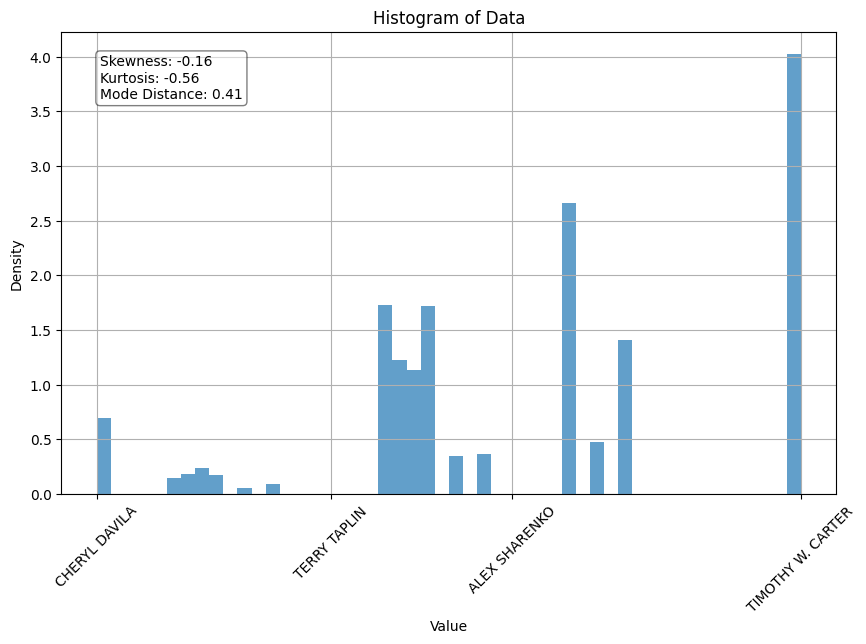 Histogram of Data
Skewness: -0.16
Kurtosis: -0.56
Mode Distance: 0.41
4.0
3.5
3.0
2.5
2.0
1.5
1.0
0.5
0.0
Density
CHERYL DAVILA
TERRY TAPLIN
ALEX SHARENKO
TIMOTHY W. CARTER
Value